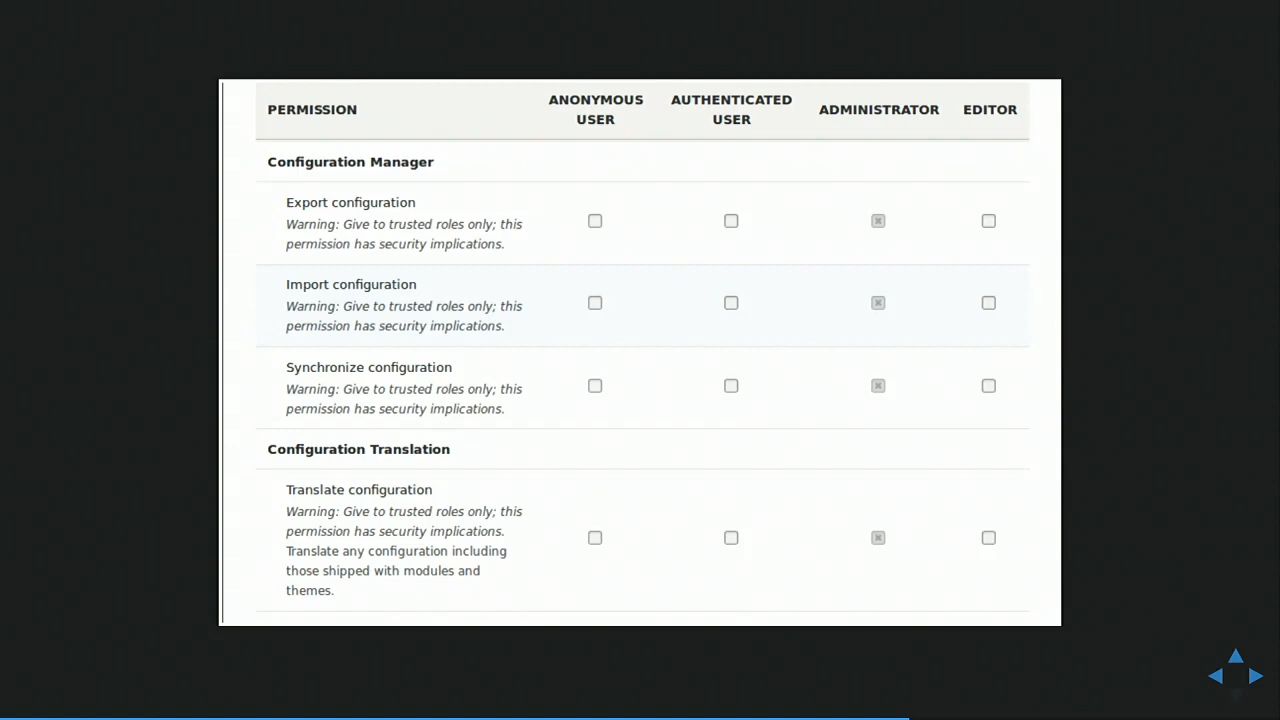 PERMISSION
ANONYMOUS USER
AUTHENTICATED USER
ADMINISTRATOR
EDITOR
Configuration Manager
Export configuration
Warning: Give to trusted roles only; this
permission has security implications.
Import configuration
Warning: Give to trusted roles only; this
permission has security implications.
Synchronize configuration
Warning: Give to trusted roles only; this
permission has security implications.
Configuration Translation
Translate configuration
Warning: Give to trusted roles only; this
permission has security implications.
Translate any configuration including
those shipped with modules and
themes.